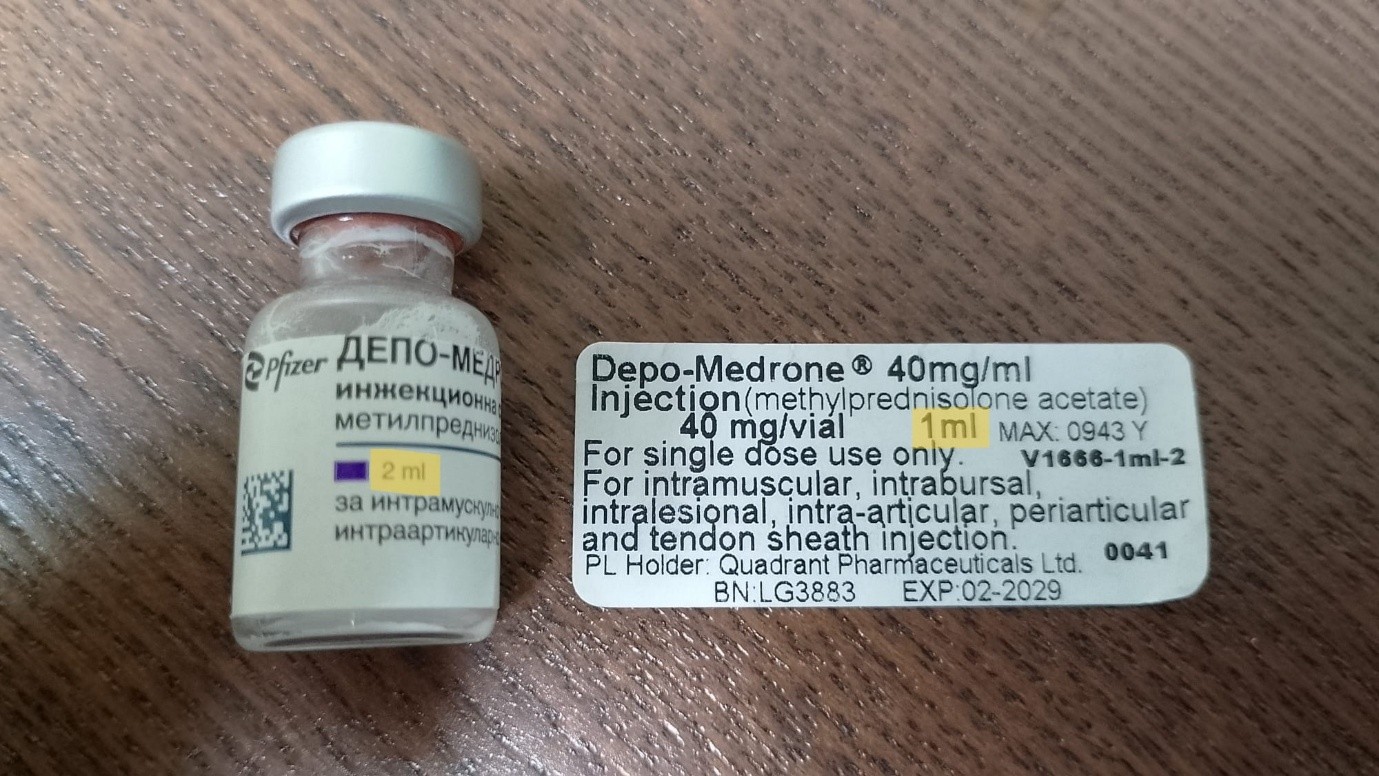 Pfizer
ДЕПО-МЕДР
инжекционна с
метилпреднизо
2 ml
за интрамускулно
интраартикуларно
Depo-Medrone® 40mg/ml
Injection (methylprednisolone acetate)
40 mg/vial 1ml MAX: 0943 Y
For single dose use only. V1666-1ml-2
For intramuscular, intrabursal,
intralesional, intra-articular, periarticular
and tendon sheath injection. 0041
PL Holder: Quadrant Pharmaceuticals Ltd.
BN:LG3883 EXP:02-2029